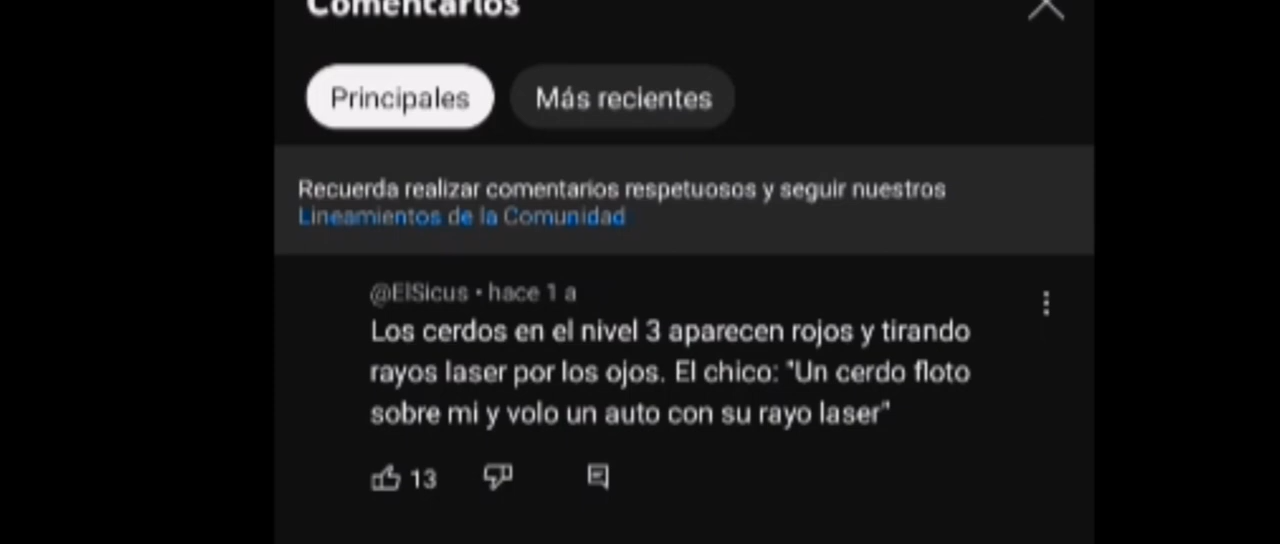 Comentarios
Principales
Más recientes
Recuerda realizar comentarios respetuosos y seguir nuestros
Lineamientos de la Comunidad
@ElSicus • hace 1 a
Los cerdos en el nivel 3 aparecen rojos y tirando
rayos laser por los ojos. El chico: "Un cerdo floto
sobre mi y volo un auto con su rayo laser"
13